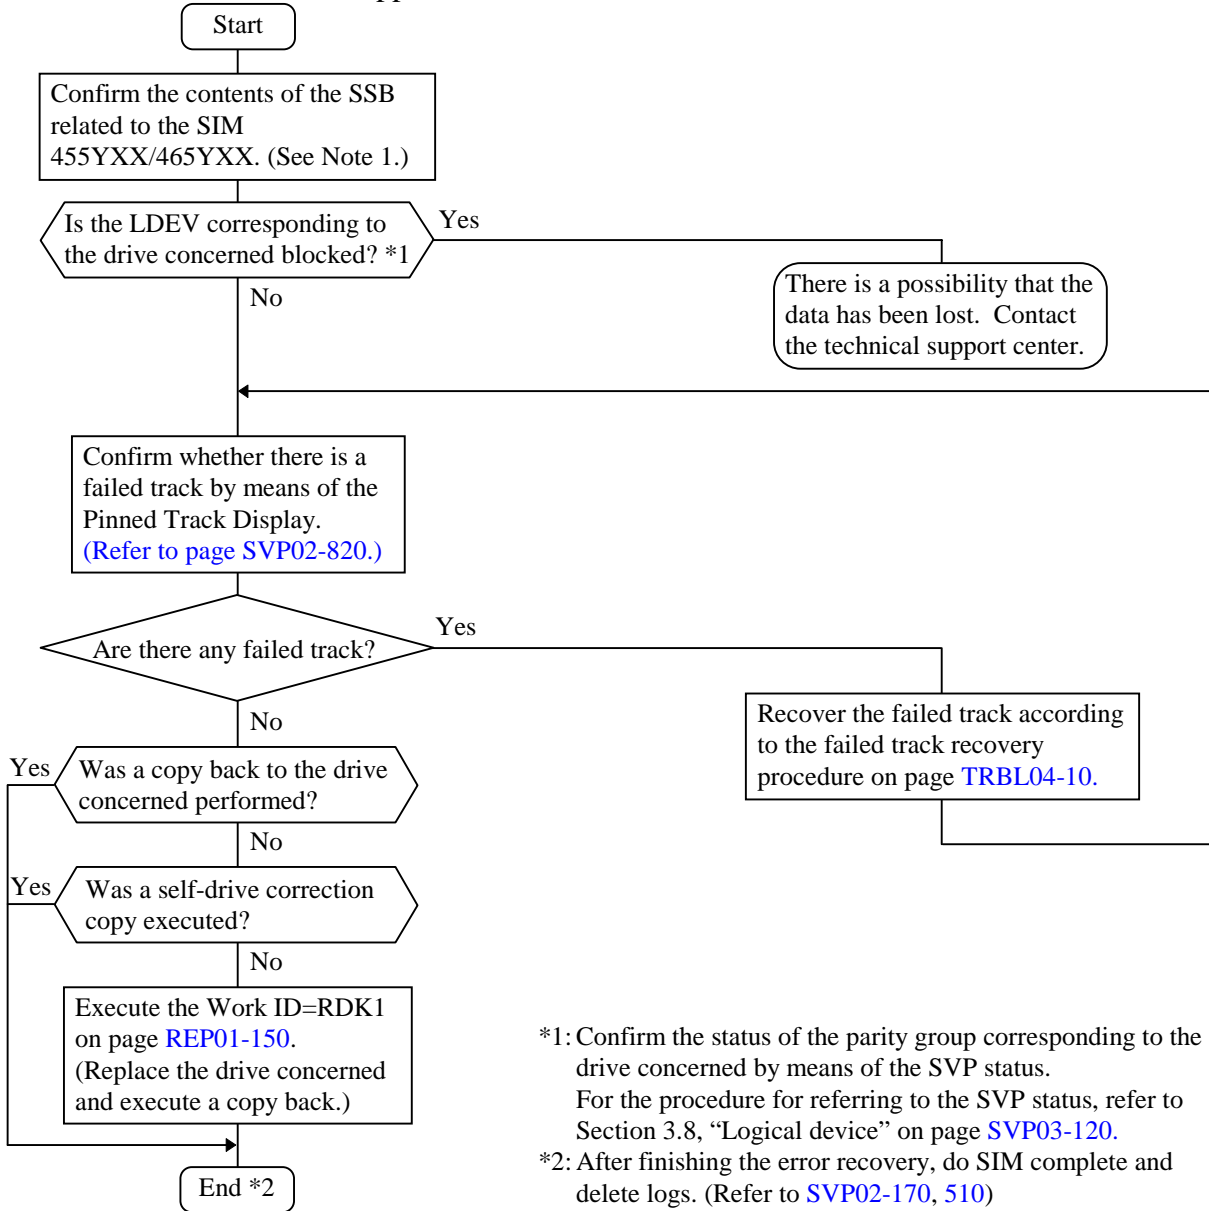 Start
Confirm the contents of the SSB
related to the SIM
455YXX/465YXX. (See Note 1.)
Is the LDEV corresponding to
the drive concerned blocked? *1
Yes
No
There is a possibility that the
data has been lost. Contact
the technical support center.
Confirm whether there is a
failed track by means of the
Pinned Track Display.
(Refer to page SVP02-820.)
Are there any failed track?
Yes
No
Recover the failed track according
to the failed track recovery
procedure on page TRBL04-10.
Yes
Was a copy back to the drive
concerned performed?
No
Yes
Was a self-drive correction
copy executed?
No
Execute the Work ID=RDK1
on page REP01-150.
(Replace the drive concerned
and execute a copy back.)
End *2
*1: Confirm the status of the parity group corresponding to the
drive concerned by means of the SVP status.
For the procedure for referring to the SVP status, refer to
Section 3.8, “Logical device” on page SVP03-120.
*2: After finishing the error recovery, do SIM complete and
delete logs. (Refer to SVP02-170, 510)